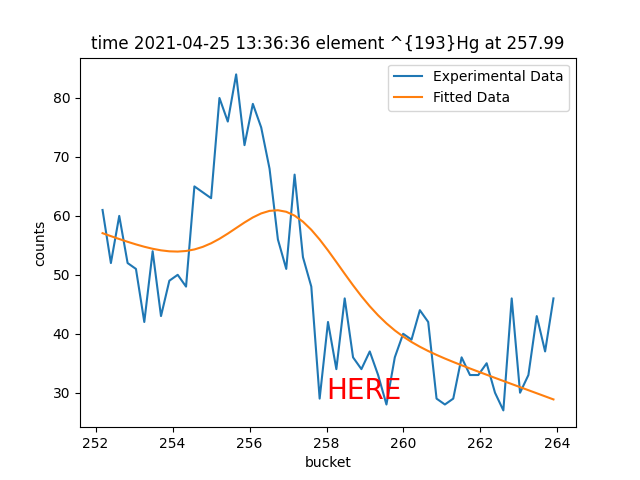 time 2021-04-25 13:36:36 element ^{193}Hg at 257.99
Experimental Data
Fitted Data
counts
80
70
60
50
40
30
HERE
252 254 256 258 260 262 264
bucket